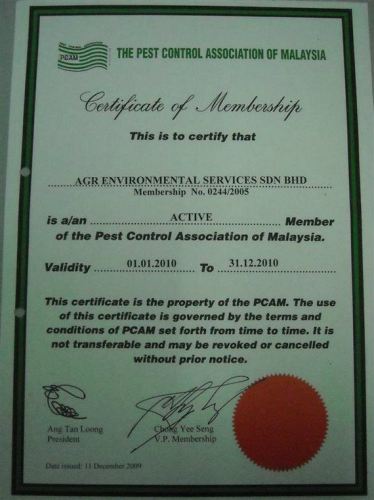 PCAM
THE PEST CONTROL ASSOCIATION OF MALAYSIA
Certificate of Membership
This is to certify that
AGR ENVIRONMENTAL SERVICES SDN BHD
Membership No. 0244/2005
is a/an ACTIVE Member
of the Pest Control Association of Malaysia.
Validity 01.01.2010 To 31.12.2010
This certificate is the property of the PCAM. The use
of this certificate is governed by the terms and
conditions of PCAM set forth from time to time. It is
not transferable and may be revoked or cancelled
without prior notice.
Ang Tan Loong
President
Chong Yee Seng
V.P. Membership
Date issued: 11 December 2009